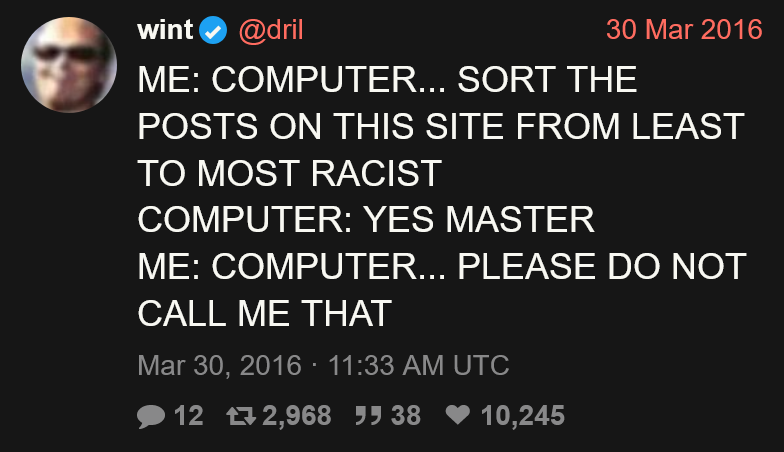 wint @dril 30 Mar 2016
ME: COMPUTER... SORT THE
POSTS ON THIS SITE FROM LEAST
TO MOST RACIST
COMPUTER: YES MASTER
ME: COMPUTER... PLEASE DO NOT
CALL ME THAT
Mar 30, 2016 · 11:33 AM UTC
12 2,968 38 10,245